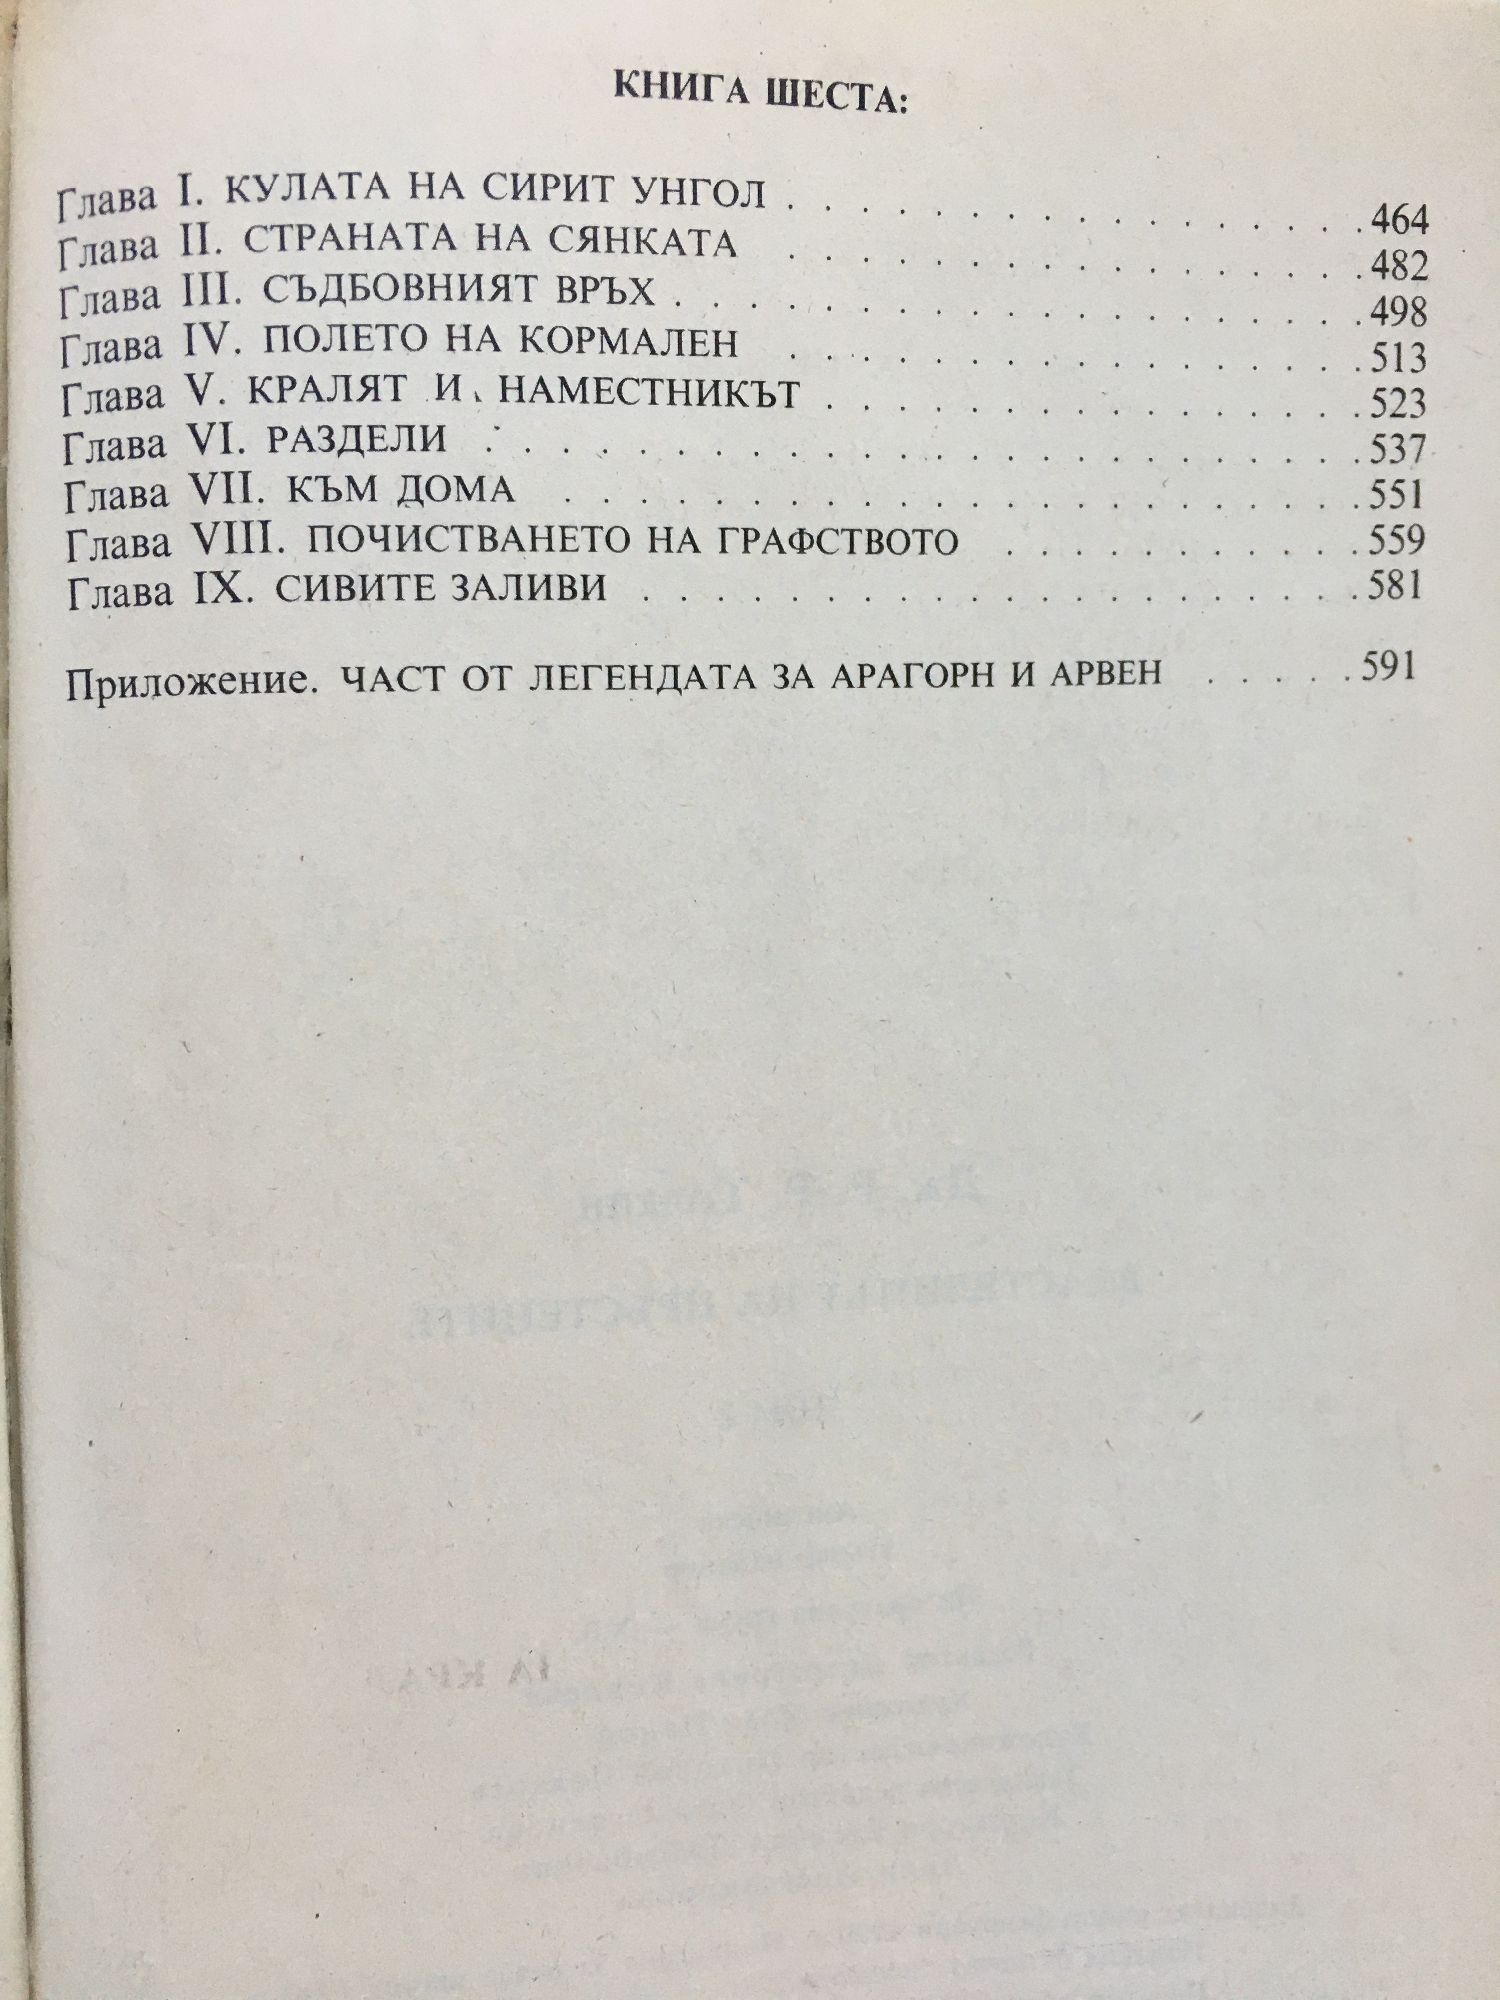 КНИГА ШЕСТА:
Глава I. КУЛАТА НА СИРИТ УНГОЛ . . . . . . . . . . . . . . . . . 464
Глава II. СТРАНАТА НА СЯНКАТА . . . . . . . . . . . . . . . . . 482
Глава III. СЪДБОВНИЯТ ВРЪХ . . . . . . . . . . . . . . . . . . . . 498
Глава IV. ПОЛЕТО НА КОРМАЛЕН . . . . . . . . . . . . . . . . . 513
Глава V. КРАЛЯТ И НАМЕСТНИКЪТ . . . . . . . . . . . . . . . . 523
Глава VI. РАЗДЕЛИ . . . . . . . . . . . . . . . . . . . . . . . . . 537
Глава VII. КЪМ ДОМА . . . . . . . . . . . . . . . . . . . . . . . 551
Глава VIII. ПОЧИСТВАНЕТО НА ГРАФСТВОТО . . . . . . . . . . . 559
Глава IX. СИВИТЕ ЗАЛИВИ . . . . . . . . . . . . . . . . . . . . . 581
Приложение. ЧАСТ ОТ ЛЕГЕНДАТА ЗА АРАГОРН И АРВЕН . . . . . 591